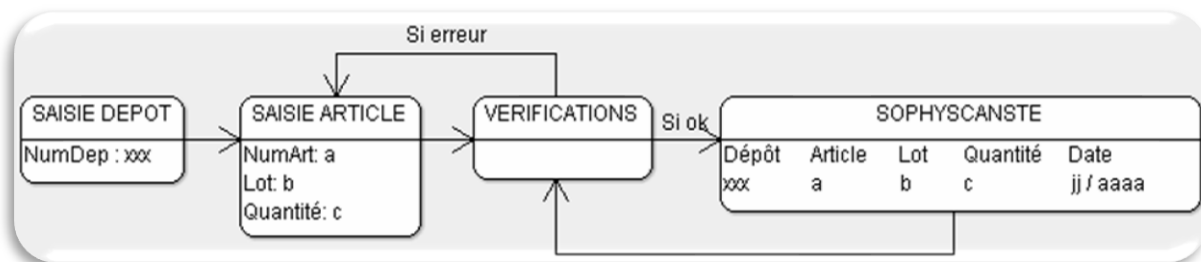 Si erreur
SAISIE DEPOT
NumDep : xxx
SAISIE ARTICLE
NumArt: a
Lot: b
Quantité: c
VERIFICATIONS
Si ok
SOPHYSCANSTE
Dépôt Article Lot Quantité Date
xxx a b c jj / aaaa